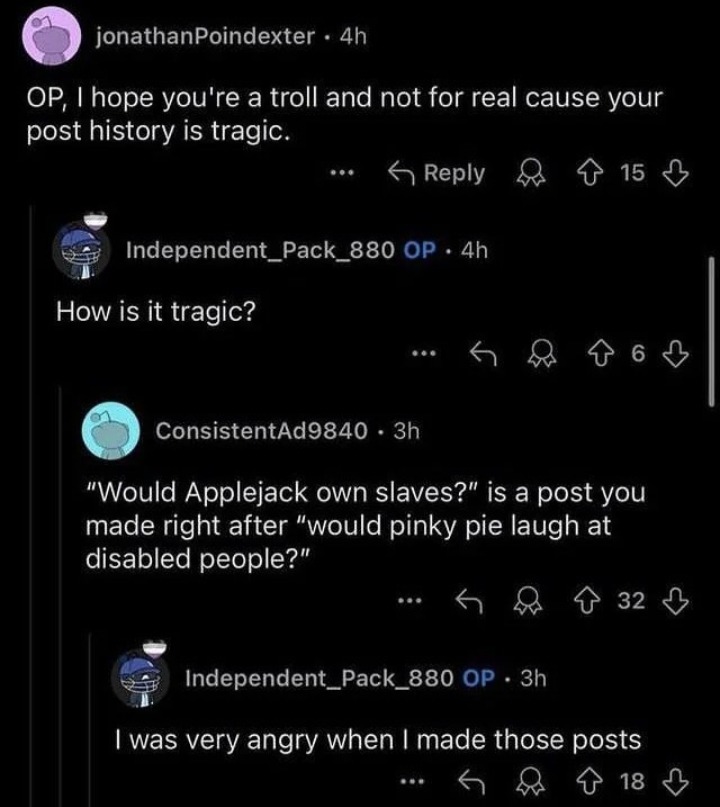 jonathanPoindexter • 4h
OP, I hope you're a troll and not for real cause your
post history is tragic.
Reply 15
Independent_Pack_880 OP • 4h
How is it tragic?
6
ConsistentAd9840 • 3h
“Would Applejack own slaves?” is a post you
made right after “would pinky pie laugh at
disabled people?”
32
Independent_Pack_880 OP • 3h
I was very angry when I made those posts
18